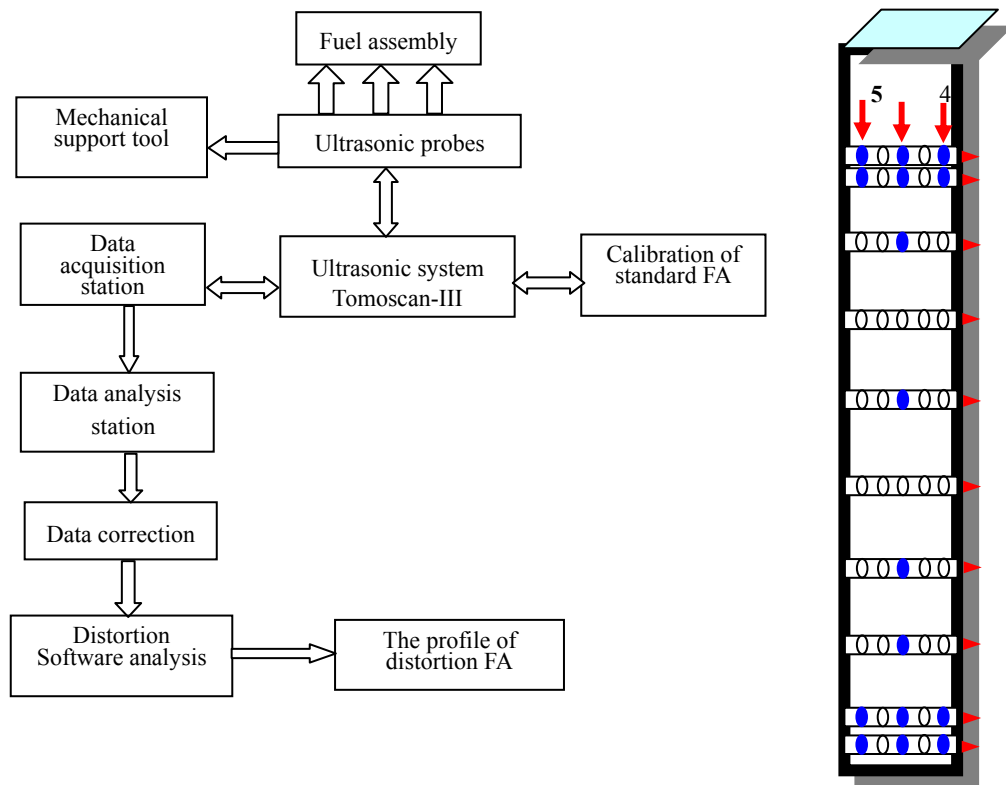 Fuel assembly
Mechanical
support tool
Ultrasonic probes
Data
acquisition
station
Ultrasonic system
Tomoscan-III
Calibration of
standard FA
Data analysis
station
Data correction
Distortion
Software analysis
The profile of
distortion FA
5 4